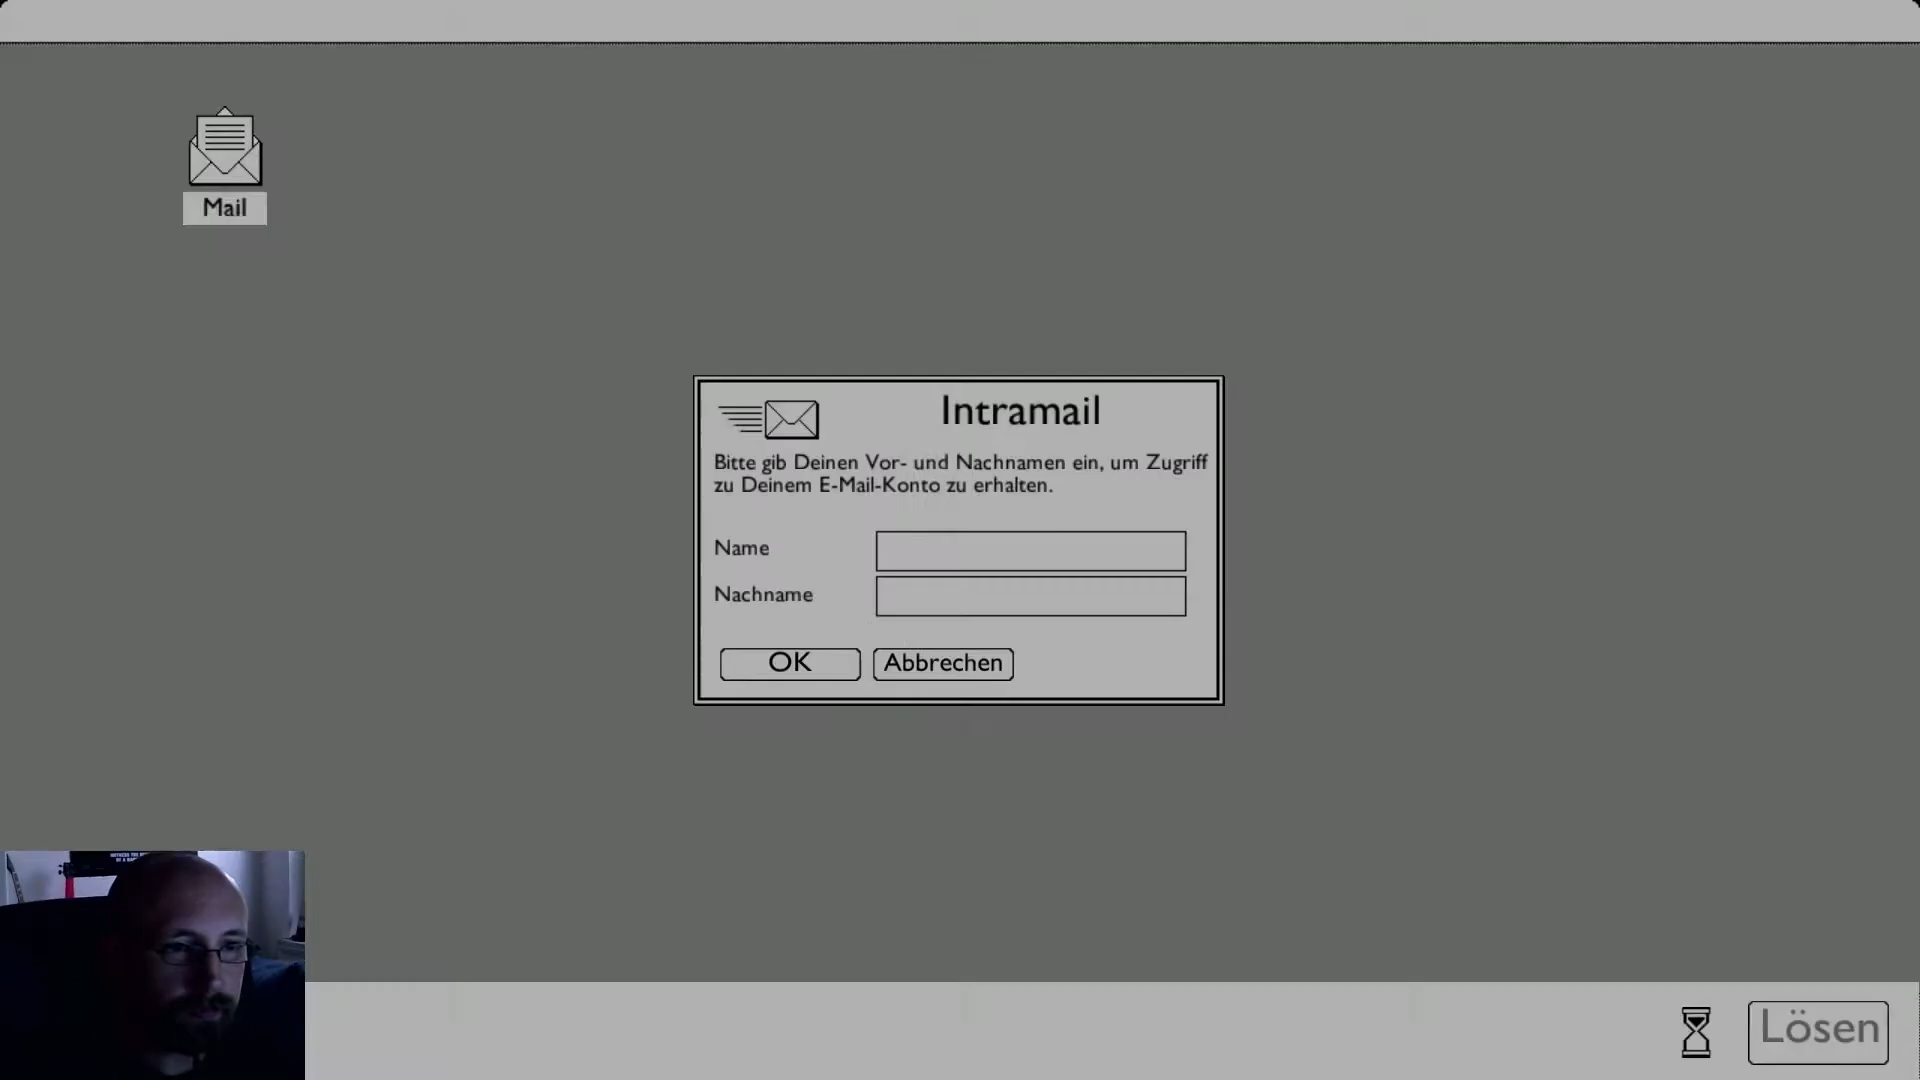 Mail
Intramail
Bitte gib Deinen Vor- und Nachnamen ein, um Zugriff
zu Deinem E-Mail-Konto zu erhalten.
Name
Nachname
OK
Abbrechen
Lösen